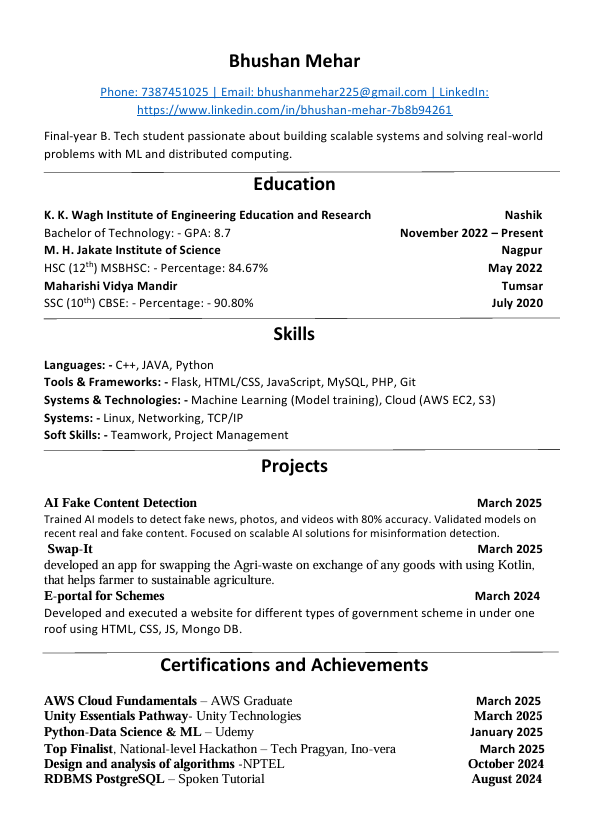 Bhushan Mehar
Phone: 7387451025 | Email: bhushanmehar225@gmail.com | LinkedIn:
https://www.linkedin.com/in/bhushan-mehar-7b8b94261
Final-year B. Tech student passionate about building scalable systems and solving real-world
problems with ML and distributed computing.
Education
K. K. Wagh Institute of Engineering Education and Research Nashik
Bachelor of Technology: - GPA: 8.7 November 2022 – Present
M. H. Jakate Institute of Science Nagpur
HSC (12th) MSBHSC: - Percentage: 84.67% May 2022
Maharishi Vidya Mandir Tumsar
SSC (10th) CBSE: - Percentage: - 90.80% July 2020
Skills
Languages: - C++, JAVA, Python
Tools & Frameworks: - Flask, HTML/CSS, JavaScript, MySQL, PHP, Git
Systems & Technologies: - Machine Learning (Model training), Cloud (AWS EC2, S3)
Systems: - Linux, Networking, TCP/IP
Soft Skills: - Teamwork, Project Management
Projects
AI Fake Content Detection March 2025
Trained AI models to detect fake news, photos, and videos with 80% accuracy. Validated models on
recent real and fake content. Focused on scalable AI solutions for misinformation detection.
Swap-It March 2025
developed an app for swapping the Agri-waste on exchange of any goods with using Kotlin,
that helps farmer to sustainable agriculture.
E-portal for Schemes March 2024
Developed and executed a website for different types of government scheme in under one
roof using HTML, CSS, JS, Mongo DB.
Certifications and Achievements
AWS Cloud Fundamentals – AWS Graduate March 2025
Unity Essentials Pathway- Unity Technologies March 2025
Python-Data Science & ML – Udemy January 2025
Top Finalist, National-level Hackathon – Tech Pragyan, Ino-vera March 2025
Design and analysis of algorithms -NPTEL October 2024
RDBMS PostgreSQL – Spoken Tutorial August 2024